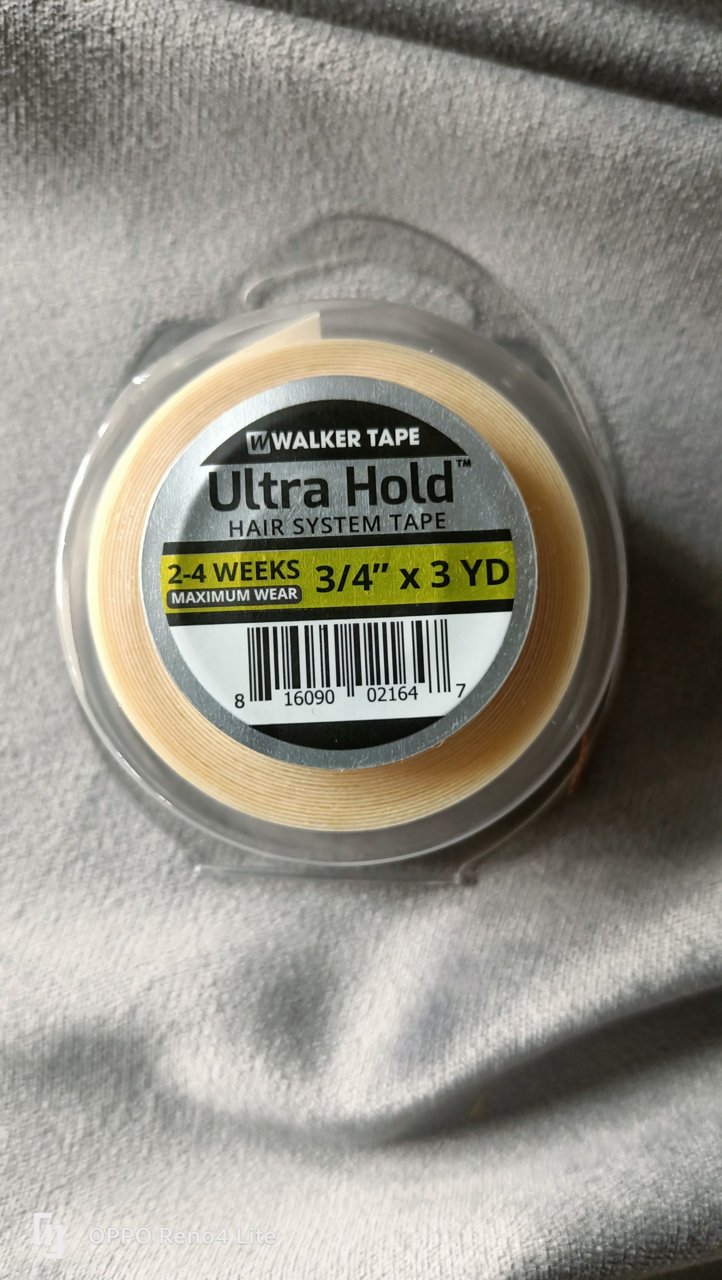 W WALKER TAPE
Ultra Hold™
HAIR SYSTEM TAPE
2-4 WEEKS
MAXIMUM WEAR
3/4" x 3 YD
8 16090 02164 7
OPPO Reno4 Lite